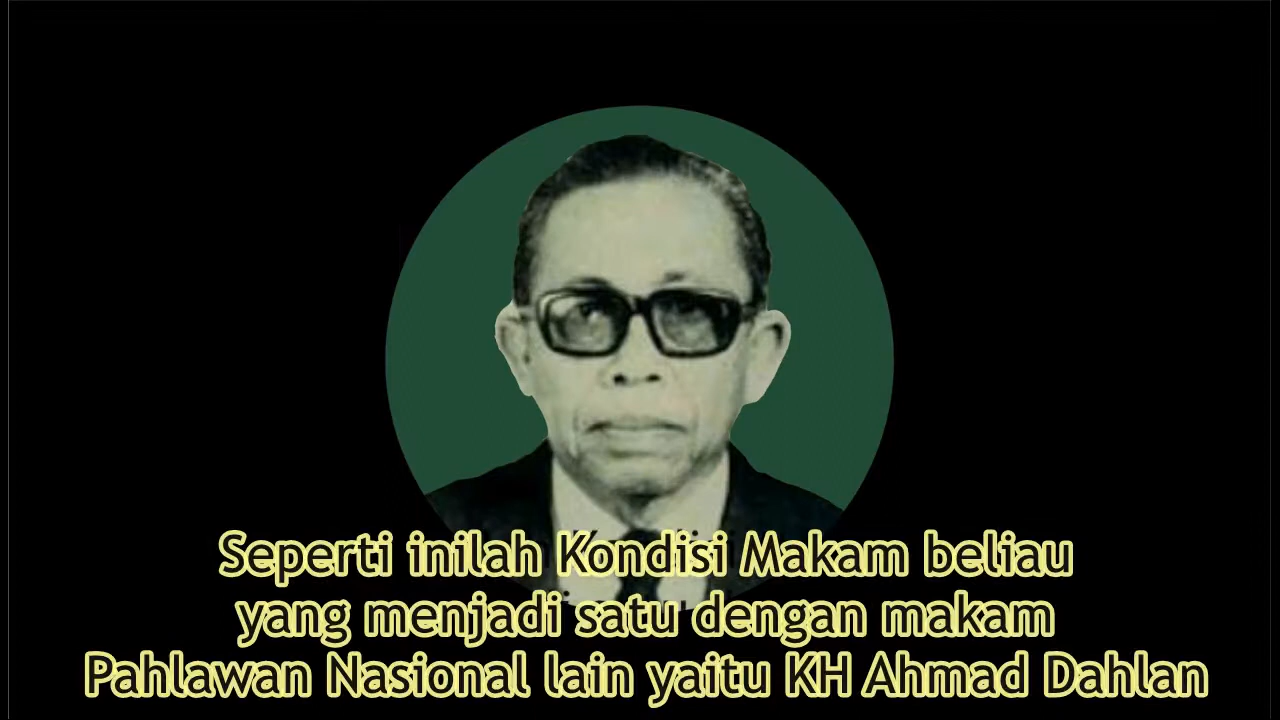 Seperti inilah Kondisi Makam beliau
yang menjadi satu dengan makam
Pahlawan Nasional lain yaitu KH Ahmad Dahlan